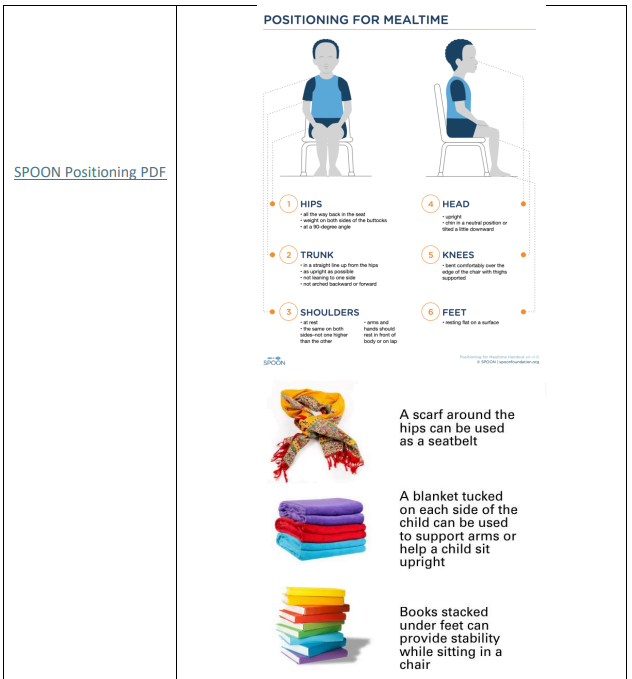 SPOON Positioning PDF
POSITIONING FOR MEALTIME
1 HIPS
• all the way back in the seat
• weight on both sides of the buttocks
• at a 90-degree angle
2 TRUNK
• in a straight line up from the hips
• as upright as possible
• not leaning to one side
• not arched backward or forward
3 SHOULDERS
• at rest
• the same on both
sides–not one higher
than the other
• arms and
hands should
rest in front of
body or on lap
4 HEAD
• upright
• chin in a neutral position or
tilted a little downward
5 KNEES
• bent comfortably over the
edge of the chair with thighs
supported
6 FEET
• resting flat on a surface
SPOON
Positioning for Mealtime Handout
© SPOON | spoonfoundation.org
A scarf around the
hips can be used
as a seatbelt
A blanket tucked
on each side of the
child can be used
to support arms or
help a child sit
upright
Books stacked
under feet can
provide stability
while sitting in a
chair